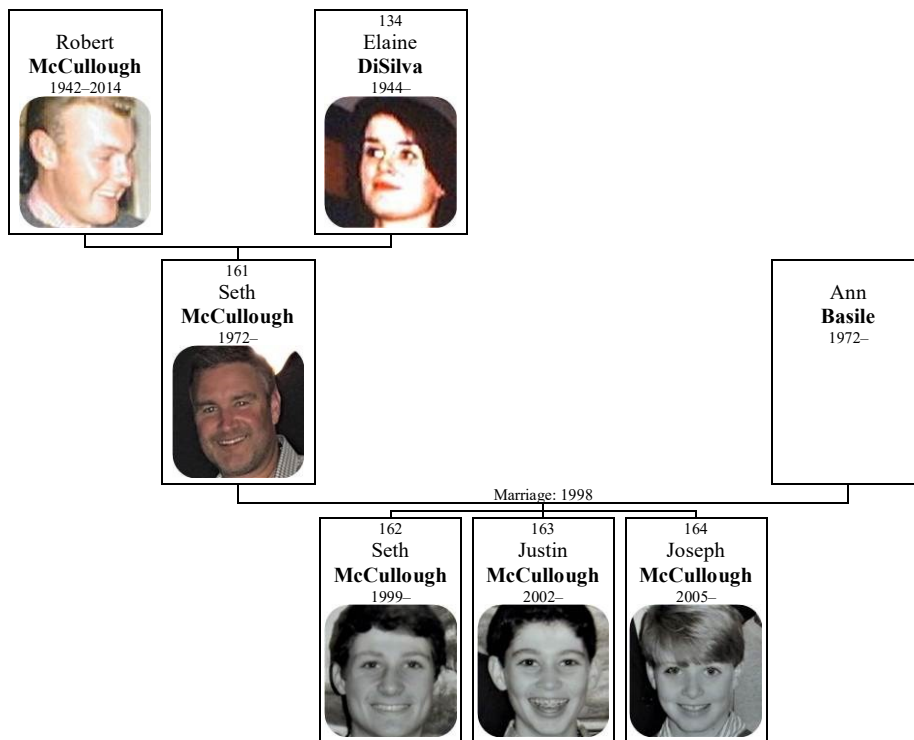 Robert
McCullough
1942–2014
134
Elaine
DiSilva
1944–
161
Seth
McCullough
1972–
Ann
Basile
1972–
Marriage: 1998
162
Seth
McCullough
1999–
163
Justin
McCullough
2002–
164
Joseph
McCullough
2005–